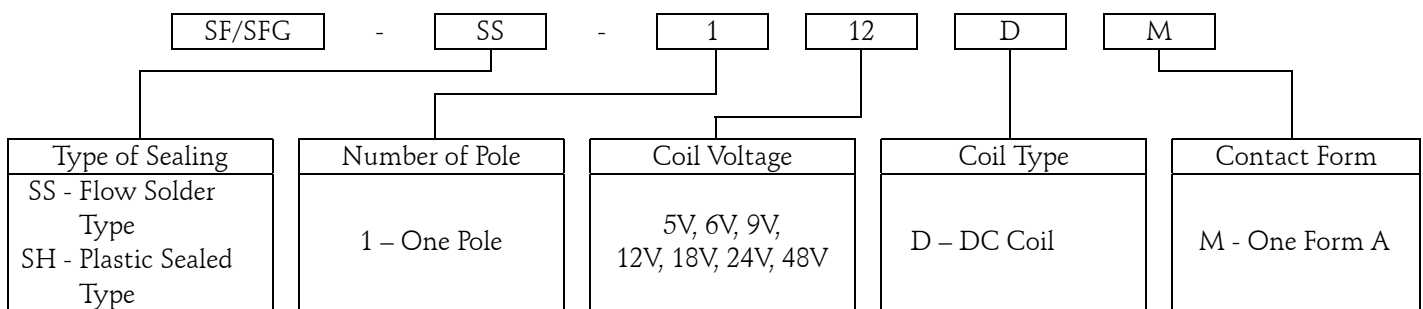 SF/SFG - SS - 1 12 D M
Type of Sealing
SS - Flow Solder
Type
SH - Plastic Sealed
Type
Number of Pole
1 – One Pole
Coil Voltage
5V, 6V, 9V,
12V, 18V, 24V, 48V
Coil Type
D – DC Coil
Contact Form
M - One Form A